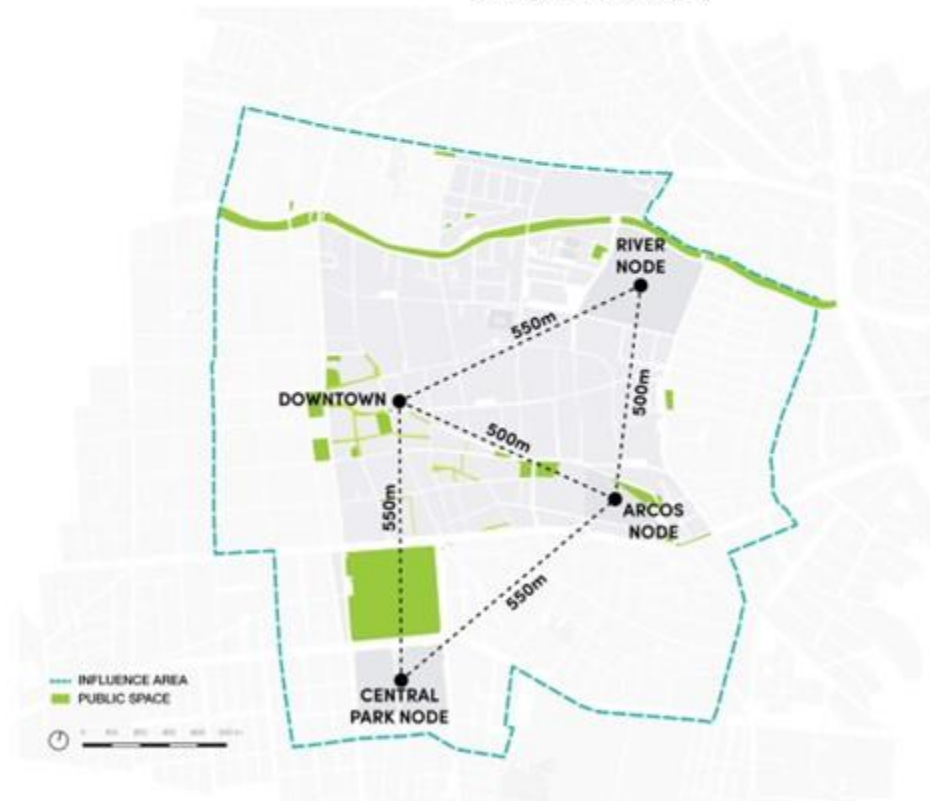 RIVER
NODE
550m
500m
DOWNTOWN
500m
550m
ARCOS
NODE
550m
INFLUENCE AREA
PUBLIC SPACE
CENTRAL
PARK NODE